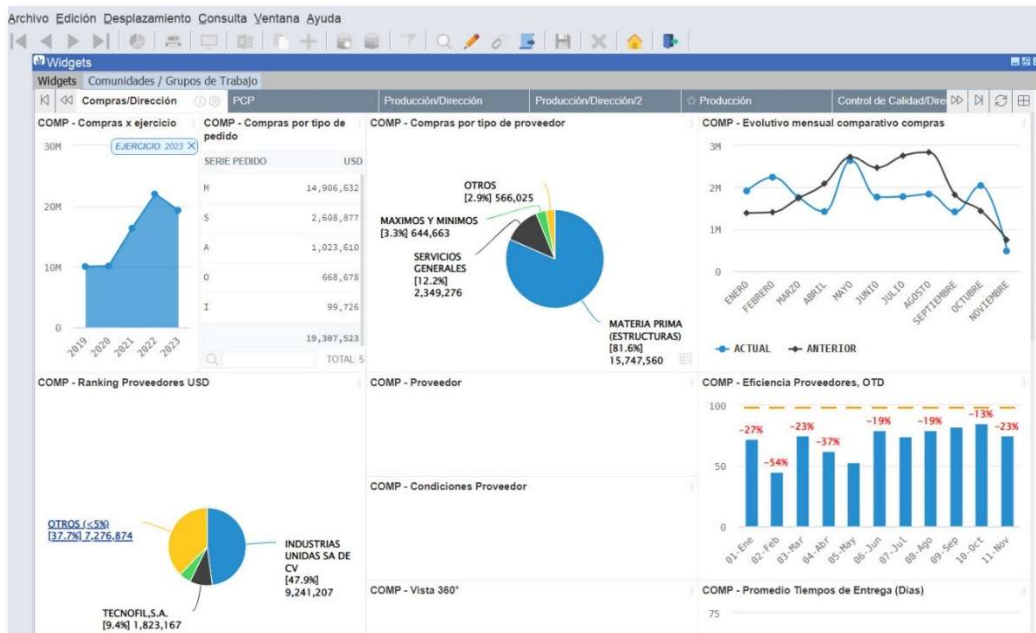 Archivo Edición Desplazamiento Consulta Ventana Ayuda
Widgets
Widgets Comunidades / Grupos de Trabajo
Compras/Dirección PCP Producción/Dirección Producción/Dirección/2 Producción Control de Calidad/Dire
COMP - Compras x ejercicio
EJERCICIO: 2023 X
30M
20M
10M
0
2019 2020 2021 2022 2023
COMP - Compras por tipo de
pedido
SERIE PEDIDO USD
M 14,906,632
S 2,608,877
A 1,023,610
O 668,678
I 99,726
19,307,523
TOTAL: 5
COMP - Compras por tipo de proveedor
OTROS
[2.9%] 566,025
MAXIMOS Y MINIMOS
[3.3%] 644,663
SERVICIOS
GENERALES
[12.2%]
2,349,276
MATERIA PRIMA
(ESTRUCTURAS)
[81.6%]
15,747,560
COMP - Evolutivo mensual comparativo compras
3M
2M
1M
0
ENERO FEBRERO MARZO ABRIL MAYO JUNIO JULIO AGOSTO SEPTIEMBRE OCTUBRE NOVIEMBRE
ACTUAL ANTERIOR
COMP - Ranking Proveedores USD
OTROS (<5%)
[37.7%] 7,276,874
INDUSTRIAS
UNIDAS SA DE
CV
[47.9%]
9,241,207
TECNOFIL,S.A.
[9.4%] 1,823,167
COMP - Proveedor
COMP - Condiciones Proveedor
COMP - Vista 360°
COMP - Eficiencia Proveedores, OTD
100
50
0
-27% -54% -23% -37% -19% -19% -13% -23%
01-Ene 02-Feb 03-Mar 04-Abr 05-May 06-Jun 07-Jul 08-Ago 09-Sep 10-Oct 11-Nov
COMP - Promedio Tiempos de Entrega (Días)
75